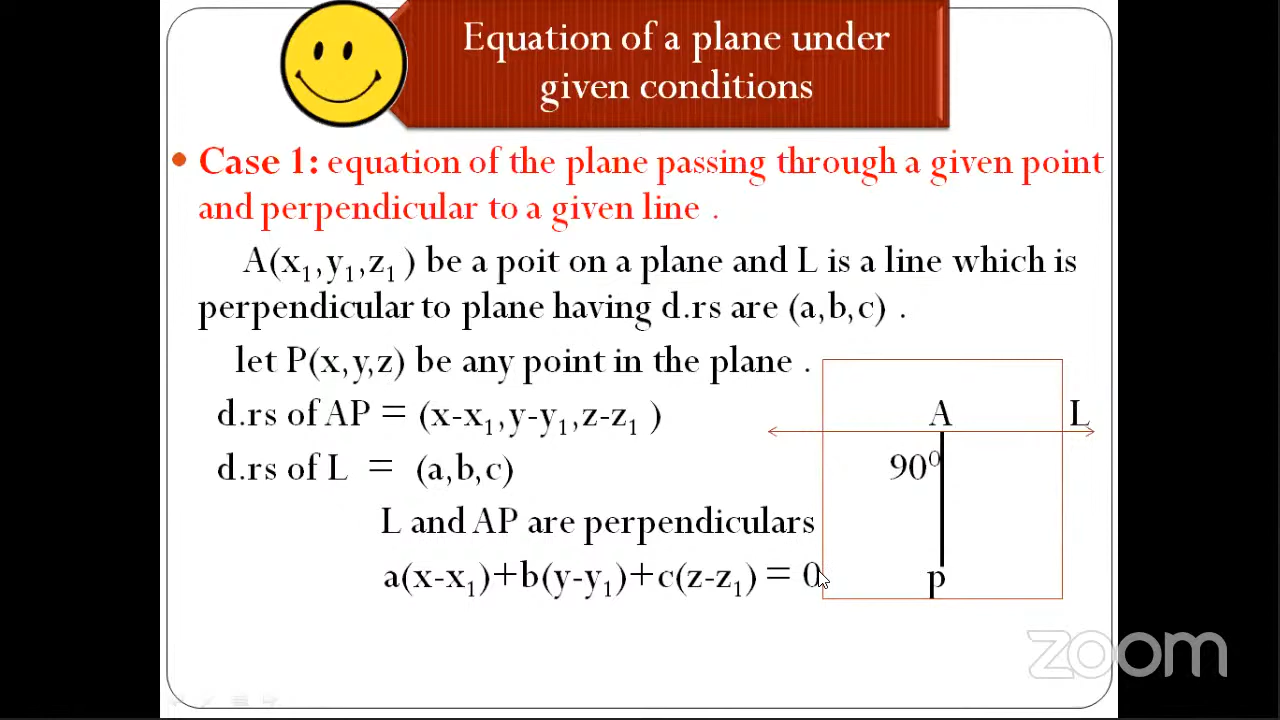 Equation of a plane under
given conditions
• Case 1: equation of the plane passing through a given point
and perpendicular to a given line .
A(x₁,y₁,z₁ ) be a poit on a plane and L is a line which is
perpendicular to plane having d.rs are (a,b,c) .
let P(x,y,z) be any point in the plane .
d.rs of AP = (x-x₁,y-y₁,z-z₁ )
A L
d.rs of L = (a,b,c)
90⁰
L and AP are perpendiculars
a(x-x₁)+b(y-y₁)+c(z-z₁) = 0
p
zoom